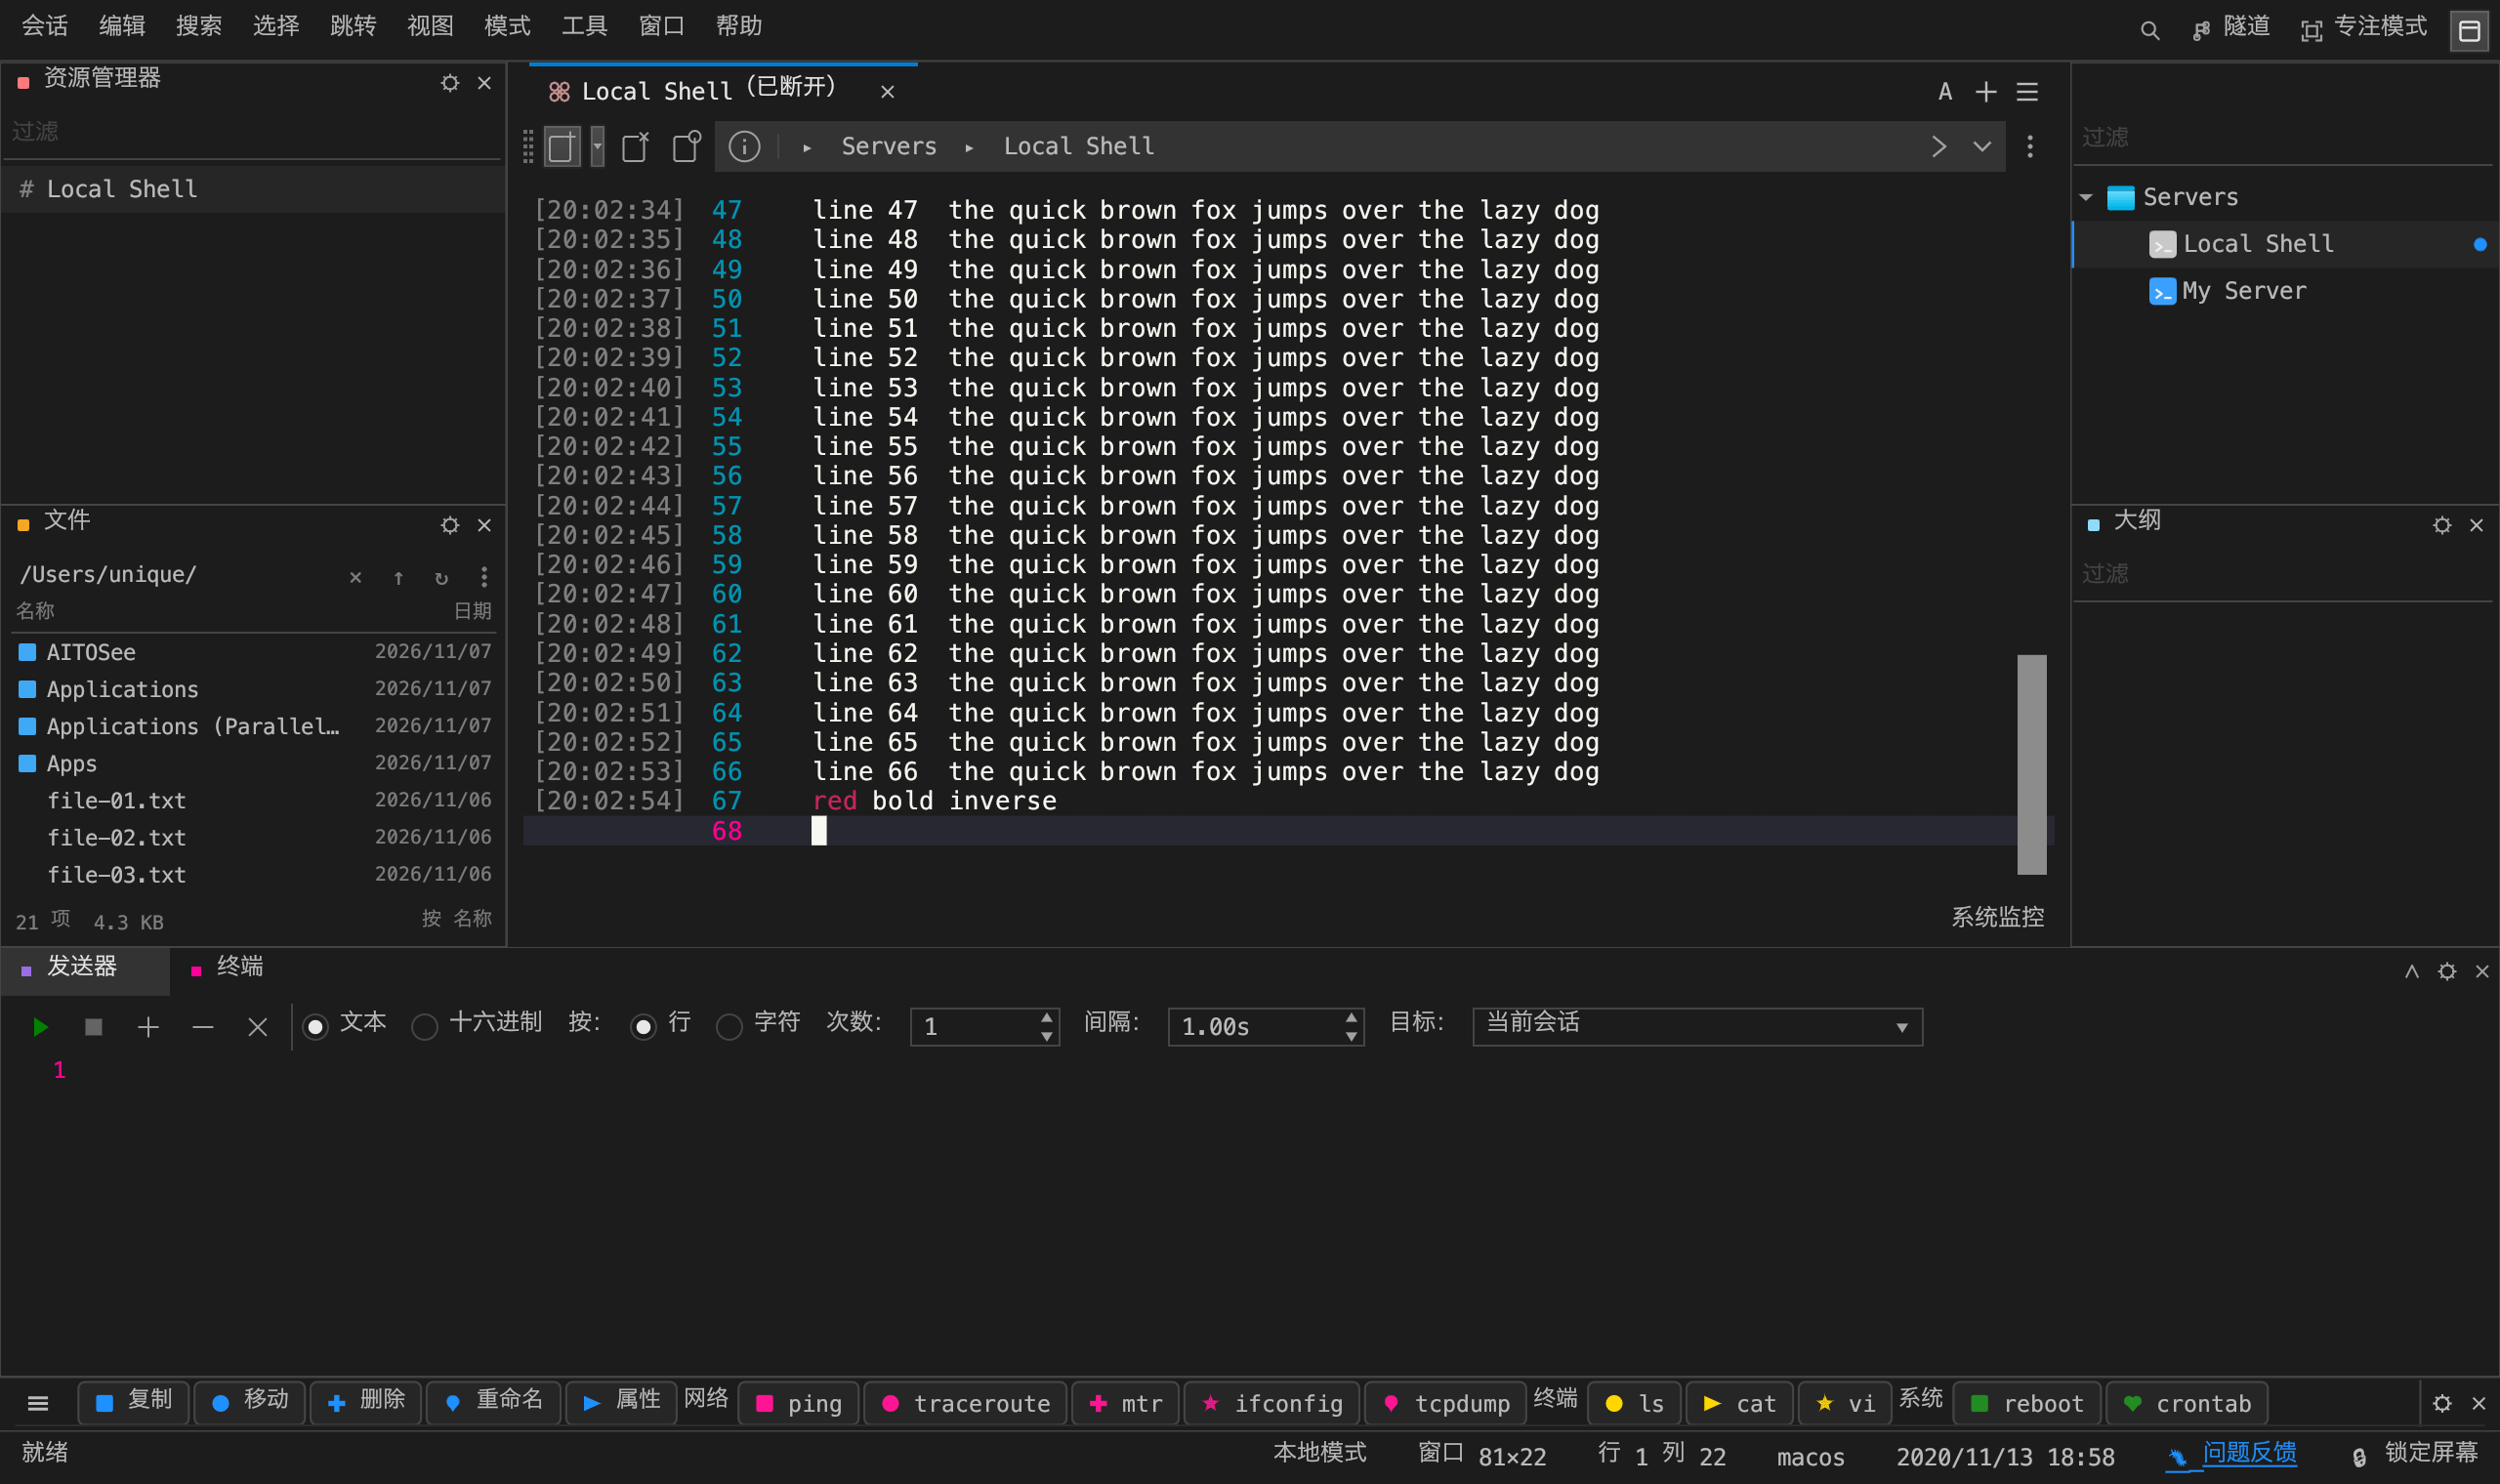 会话 编辑 搜索 选择 跳转 视图 模式 工具 窗口 帮助 隧道 专注模式
资源管理器
过滤
# Local Shell
文件
/Users/unique/
名称 日期
AITOSee 2026/11/07
Applications 2026/11/07
Applications (Parallel… 2026/11/07
Apps 2026/11/07
file-01.txt 2026/11/06
file-02.txt 2026/11/06
file-03.txt 2026/11/06
21 项 4.3 KB 按 名称
Local Shell (已断开) A
Servers Local Shell
[20:02:34] 47 line 47 the quick brown fox jumps over the lazy dog
[20:02:35] 48 line 48 the quick brown fox jumps over the lazy dog
[20:02:36] 49 line 49 the quick brown fox jumps over the lazy dog
[20:02:37] 50 line 50 the quick brown fox jumps over the lazy dog
[20:02:38] 51 line 51 the quick brown fox jumps over the lazy dog
[20:02:39] 52 line 52 the quick brown fox jumps over the lazy dog
[20:02:40] 53 line 53 the quick brown fox jumps over the lazy dog
[20:02:41] 54 line 54 the quick brown fox jumps over the lazy dog
[20:02:42] 55 line 55 the quick brown fox jumps over the lazy dog
[20:02:43] 56 line 56 the quick brown fox jumps over the lazy dog
[20:02:44] 57 line 57 the quick brown fox jumps over the lazy dog
[20:02:45] 58 line 58 the quick brown fox jumps over the lazy dog
[20:02:46] 59 line 59 the quick brown fox jumps over the lazy dog
[20:02:47] 60 line 60 the quick brown fox jumps over the lazy dog
[20:02:48] 61 line 61 the quick brown fox jumps over the lazy dog
[20:02:49] 62 line 62 the quick brown fox jumps over the lazy dog
[20:02:50] 63 line 63 the quick brown fox jumps over the lazy dog
[20:02:51] 64 line 64 the quick brown fox jumps over the lazy dog
[20:02:52] 65 line 65 the quick brown fox jumps over the lazy dog
[20:02:53] 66 line 66 the quick brown fox jumps over the lazy dog
[20:02:54] 67 red bold inverse
68
系统监控
过滤
Servers
Local Shell
My Server
大纲
过滤
发送器 终端
文本 十六进制 按: 行 字符 次数: 1 间隔: 1.00s 目标: 当前会话
1
复制 移动 删除 重命名 属性 网络 ping traceroute mtr ifconfig tcpdump 终端 ls cat vi 系统 reboot crontab
就绪 本地模式 窗口 81×22 行 1 列 22 macos 2020/11/13 18:58 问题反馈 锁定屏幕